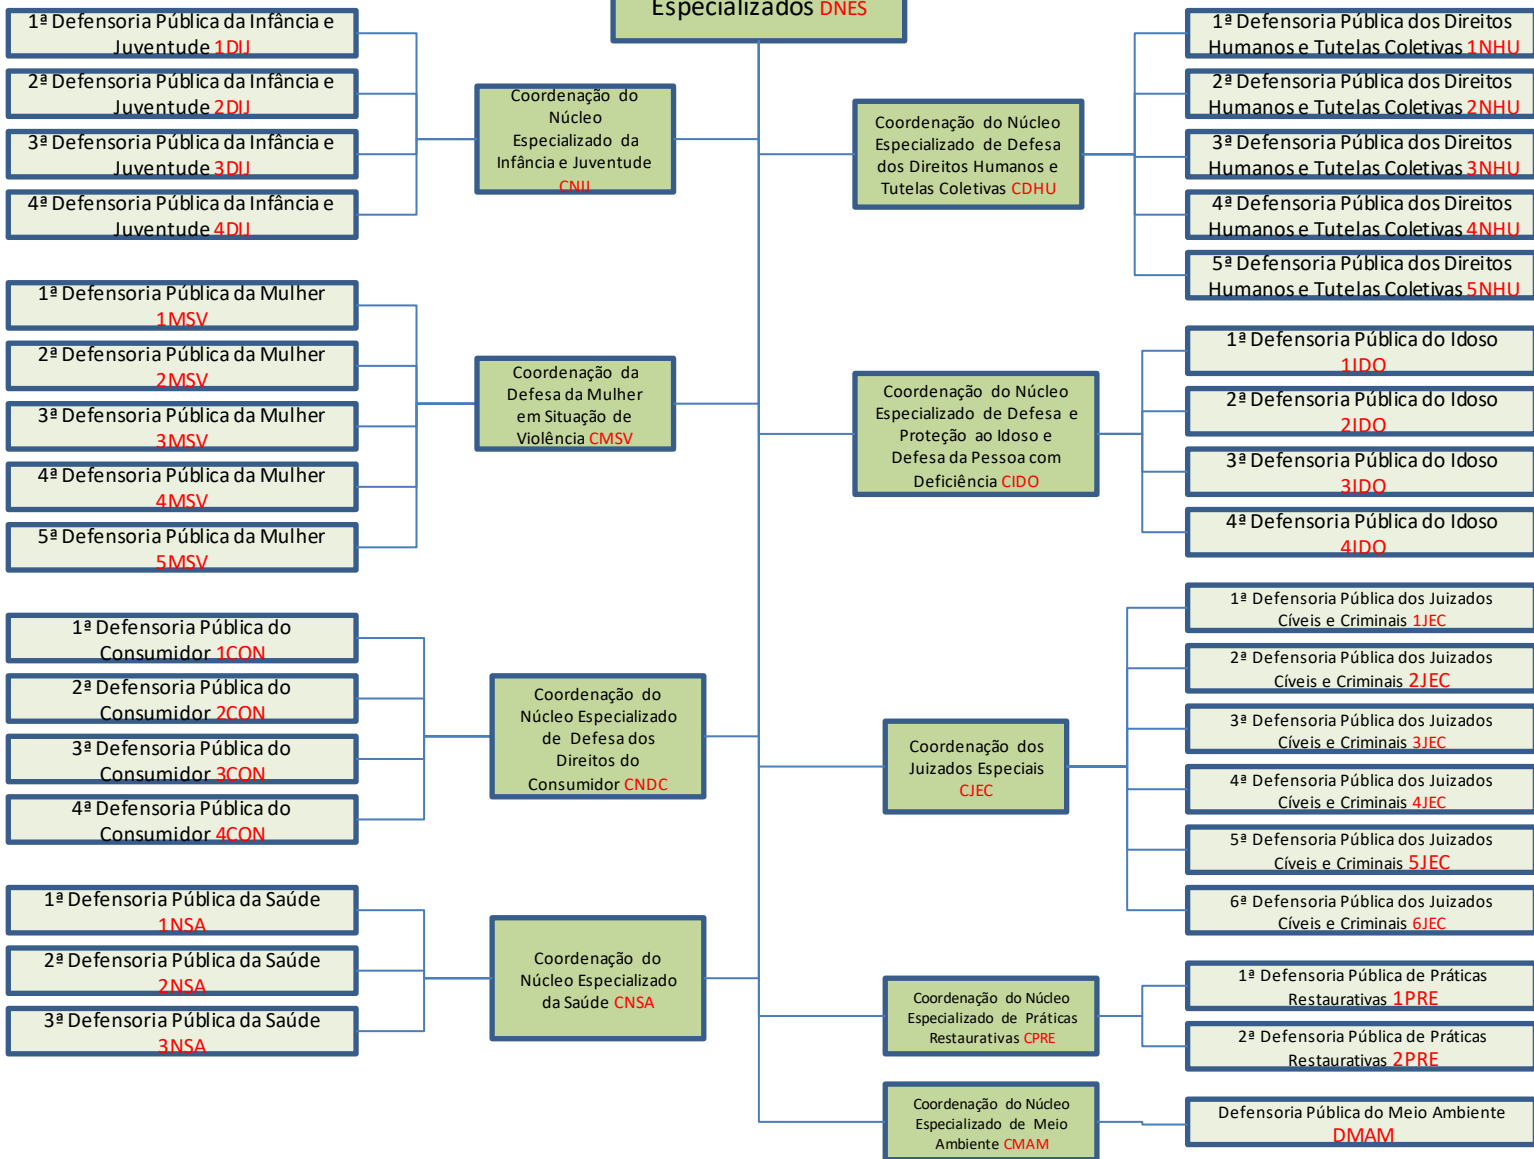 Especializados DNES
1ª Defensoria Pública da Infância e
Juventude 1DIJ
2ª Defensoria Pública da Infância e
Juventude 2DIJ
3ª Defensoria Pública da Infância e
Juventude 3DIJ
4ª Defensoria Pública da Infância e
Juventude 4DIJ
Coordenação do
Núcleo
Especializado da
Infância e Juventude
CNIJ
1ª Defensoria Pública da Mulher
1MSV
2ª Defensoria Pública da Mulher
2MSV
3ª Defensoria Pública da Mulher
3MSV
4ª Defensoria Pública da Mulher
4MSV
5ª Defensoria Pública da Mulher
5MSV
Coordenação da
Defesa da Mulher
em Situação de
Violência CMSV
1ª Defensoria Pública do
Consumidor 1CON
2ª Defensoria Pública do
Consumidor 2CON
3ª Defensoria Pública do
Consumidor 3CON
4ª Defensoria Pública do
Consumidor 4CON
Coordenação do
Núcleo Especializado
de Defesa dos
Direitos do
Consumidor CNDC
1ª Defensoria Pública da Saúde
1NSA
2ª Defensoria Pública da Saúde
2NSA
3ª Defensoria Pública da Saúde
3NSA
Coordenação do
Núcleo Especializado
da Saúde CNSA
Coordenação do Núcleo
Especializado de Defesa
dos Direitos Humanos e
Tutelas Coletivas CDHU
1ª Defensoria Pública dos Direitos
Humanos e Tutelas Coletivas 1NHU
2ª Defensoria Pública dos Direitos
Humanos e Tutelas Coletivas 2NHU
3ª Defensoria Pública dos Direitos
Humanos e Tutelas Coletivas 3NHU
4ª Defensoria Pública dos Direitos
Humanos e Tutelas Coletivas 4NHU
5ª Defensoria Pública dos Direitos
Humanos e Tutelas Coletivas 5NHU
Coordenação do Núcleo
Especializado de Defesa e
Proteção ao Idoso e
Defesa da Pessoa com
Deficiência CIDO
1ª Defensoria Pública do Idoso
1IDO
2ª Defensoria Pública do Idoso
2IDO
3ª Defensoria Pública do Idoso
3IDO
4ª Defensoria Pública do Idoso
4IDO
Coordenação dos
Juizados Especiais
CJEC
1ª Defensoria Pública dos Juizados
Cíveis e Criminais 1JEC
2ª Defensoria Pública dos Juizados
Cíveis e Criminais 2JEC
3ª Defensoria Pública dos Juizados
Cíveis e Criminais 3JEC
4ª Defensoria Pública dos Juizados
Cíveis e Criminais 4JEC
5ª Defensoria Pública dos Juizados
Cíveis e Criminais 5JEC
6ª Defensoria Pública dos Juizados
Cíveis e Criminais 6JEC
Coordenação do Núcleo
Especializado de Práticas
Restaurativas CPRE
1ª Defensoria Pública de Práticas
Restaurativas 1PRE
2ª Defensoria Pública de Práticas
Restaurativas 2PRE
Coordenação do Núcleo
Especializado de Meio
Ambiente CMAM
Defensoria Pública do Meio Ambiente
DMAM